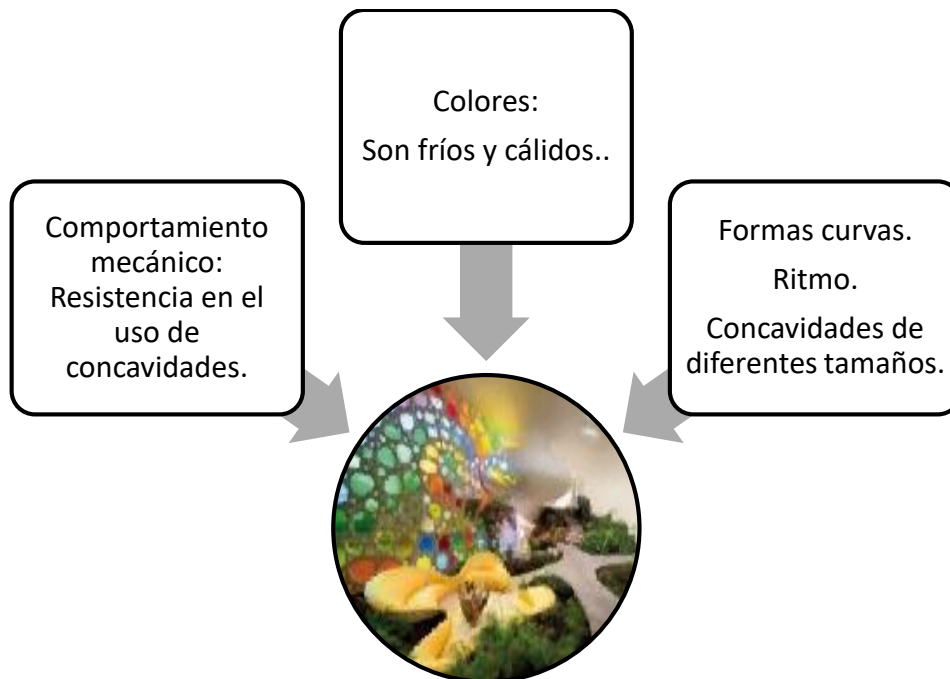 Colores:
Son fríos y cálidos..
Comportamiento
mecánico:
Resistencia en el
uso de
concavidades.
Formas curvas.
Ritmo.
Concavidades de
diferentes tamaños.